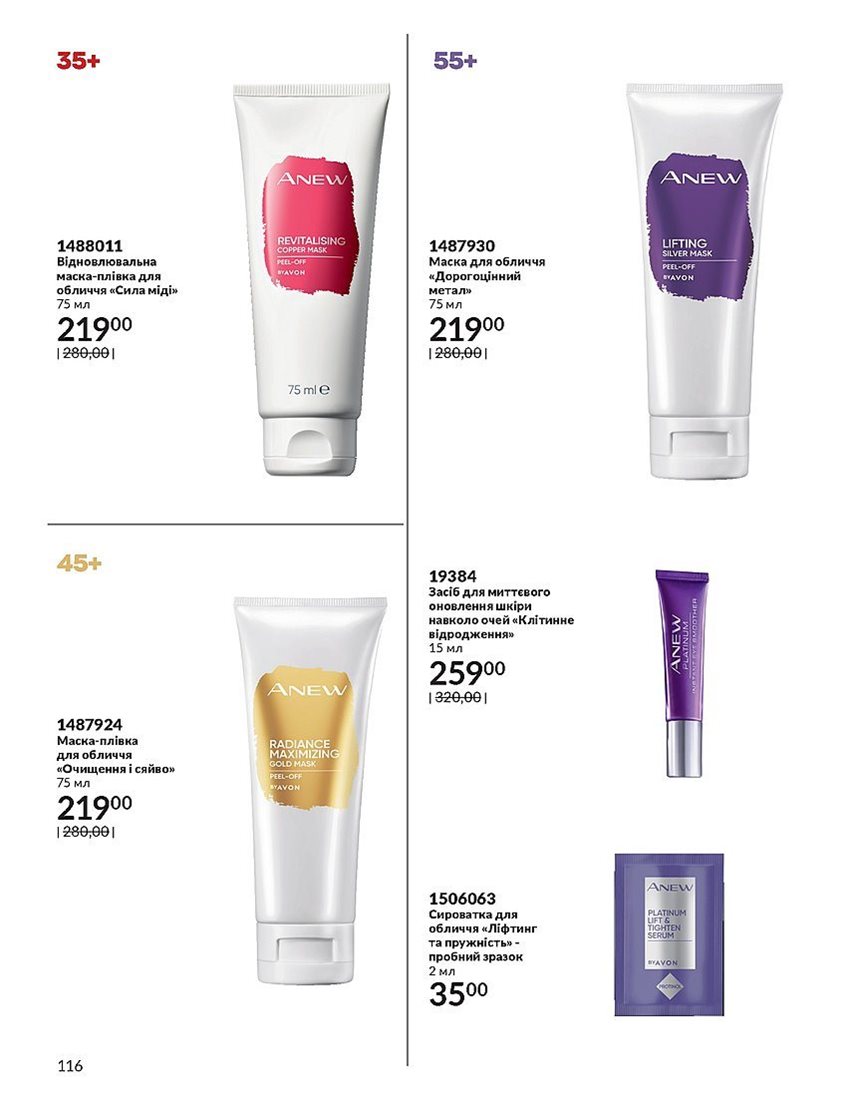 35+
1488011
Відновлювальна
маска-плівка для
обличчя «Сила міді»
75 мл
219⁰⁰
|280,00|
ANEW
REVITALISING
COPPER MASK
PEEL-OFF
BY AVON
75 ml e
45+
1487924
Маска-плівка
для обличчя
«Очищення і сяйво»
75 мл
219⁰⁰
|280,00|
ANEW
RADIANCE
MAXIMIZING
GOLD MASK
PEEL-OFF
BY AVON
55+
1487930
Маска для обличчя
«Дорогоцінний
метал»
75 мл
219⁰⁰
|280,00|
ANEW
LIFTING
SILVER MASK
PEEL-OFF
BY AVON
19384
Засіб для миттєвого
оновлення шкіри
навколо очей «Клітинне
відродження»
15 мл
259⁰⁰
|320,00|
ANEW
PLATINUM
INSTANT EYE SMOOTHER
1506063
Сироватка для
обличчя «Ліфтинг
та пружність» -
пробний зразок
2 мл
35⁰⁰
ANEW
PLATINUM
LIFT &
TIGHTEN
SERUM
BY AVON
PROTINOL
116